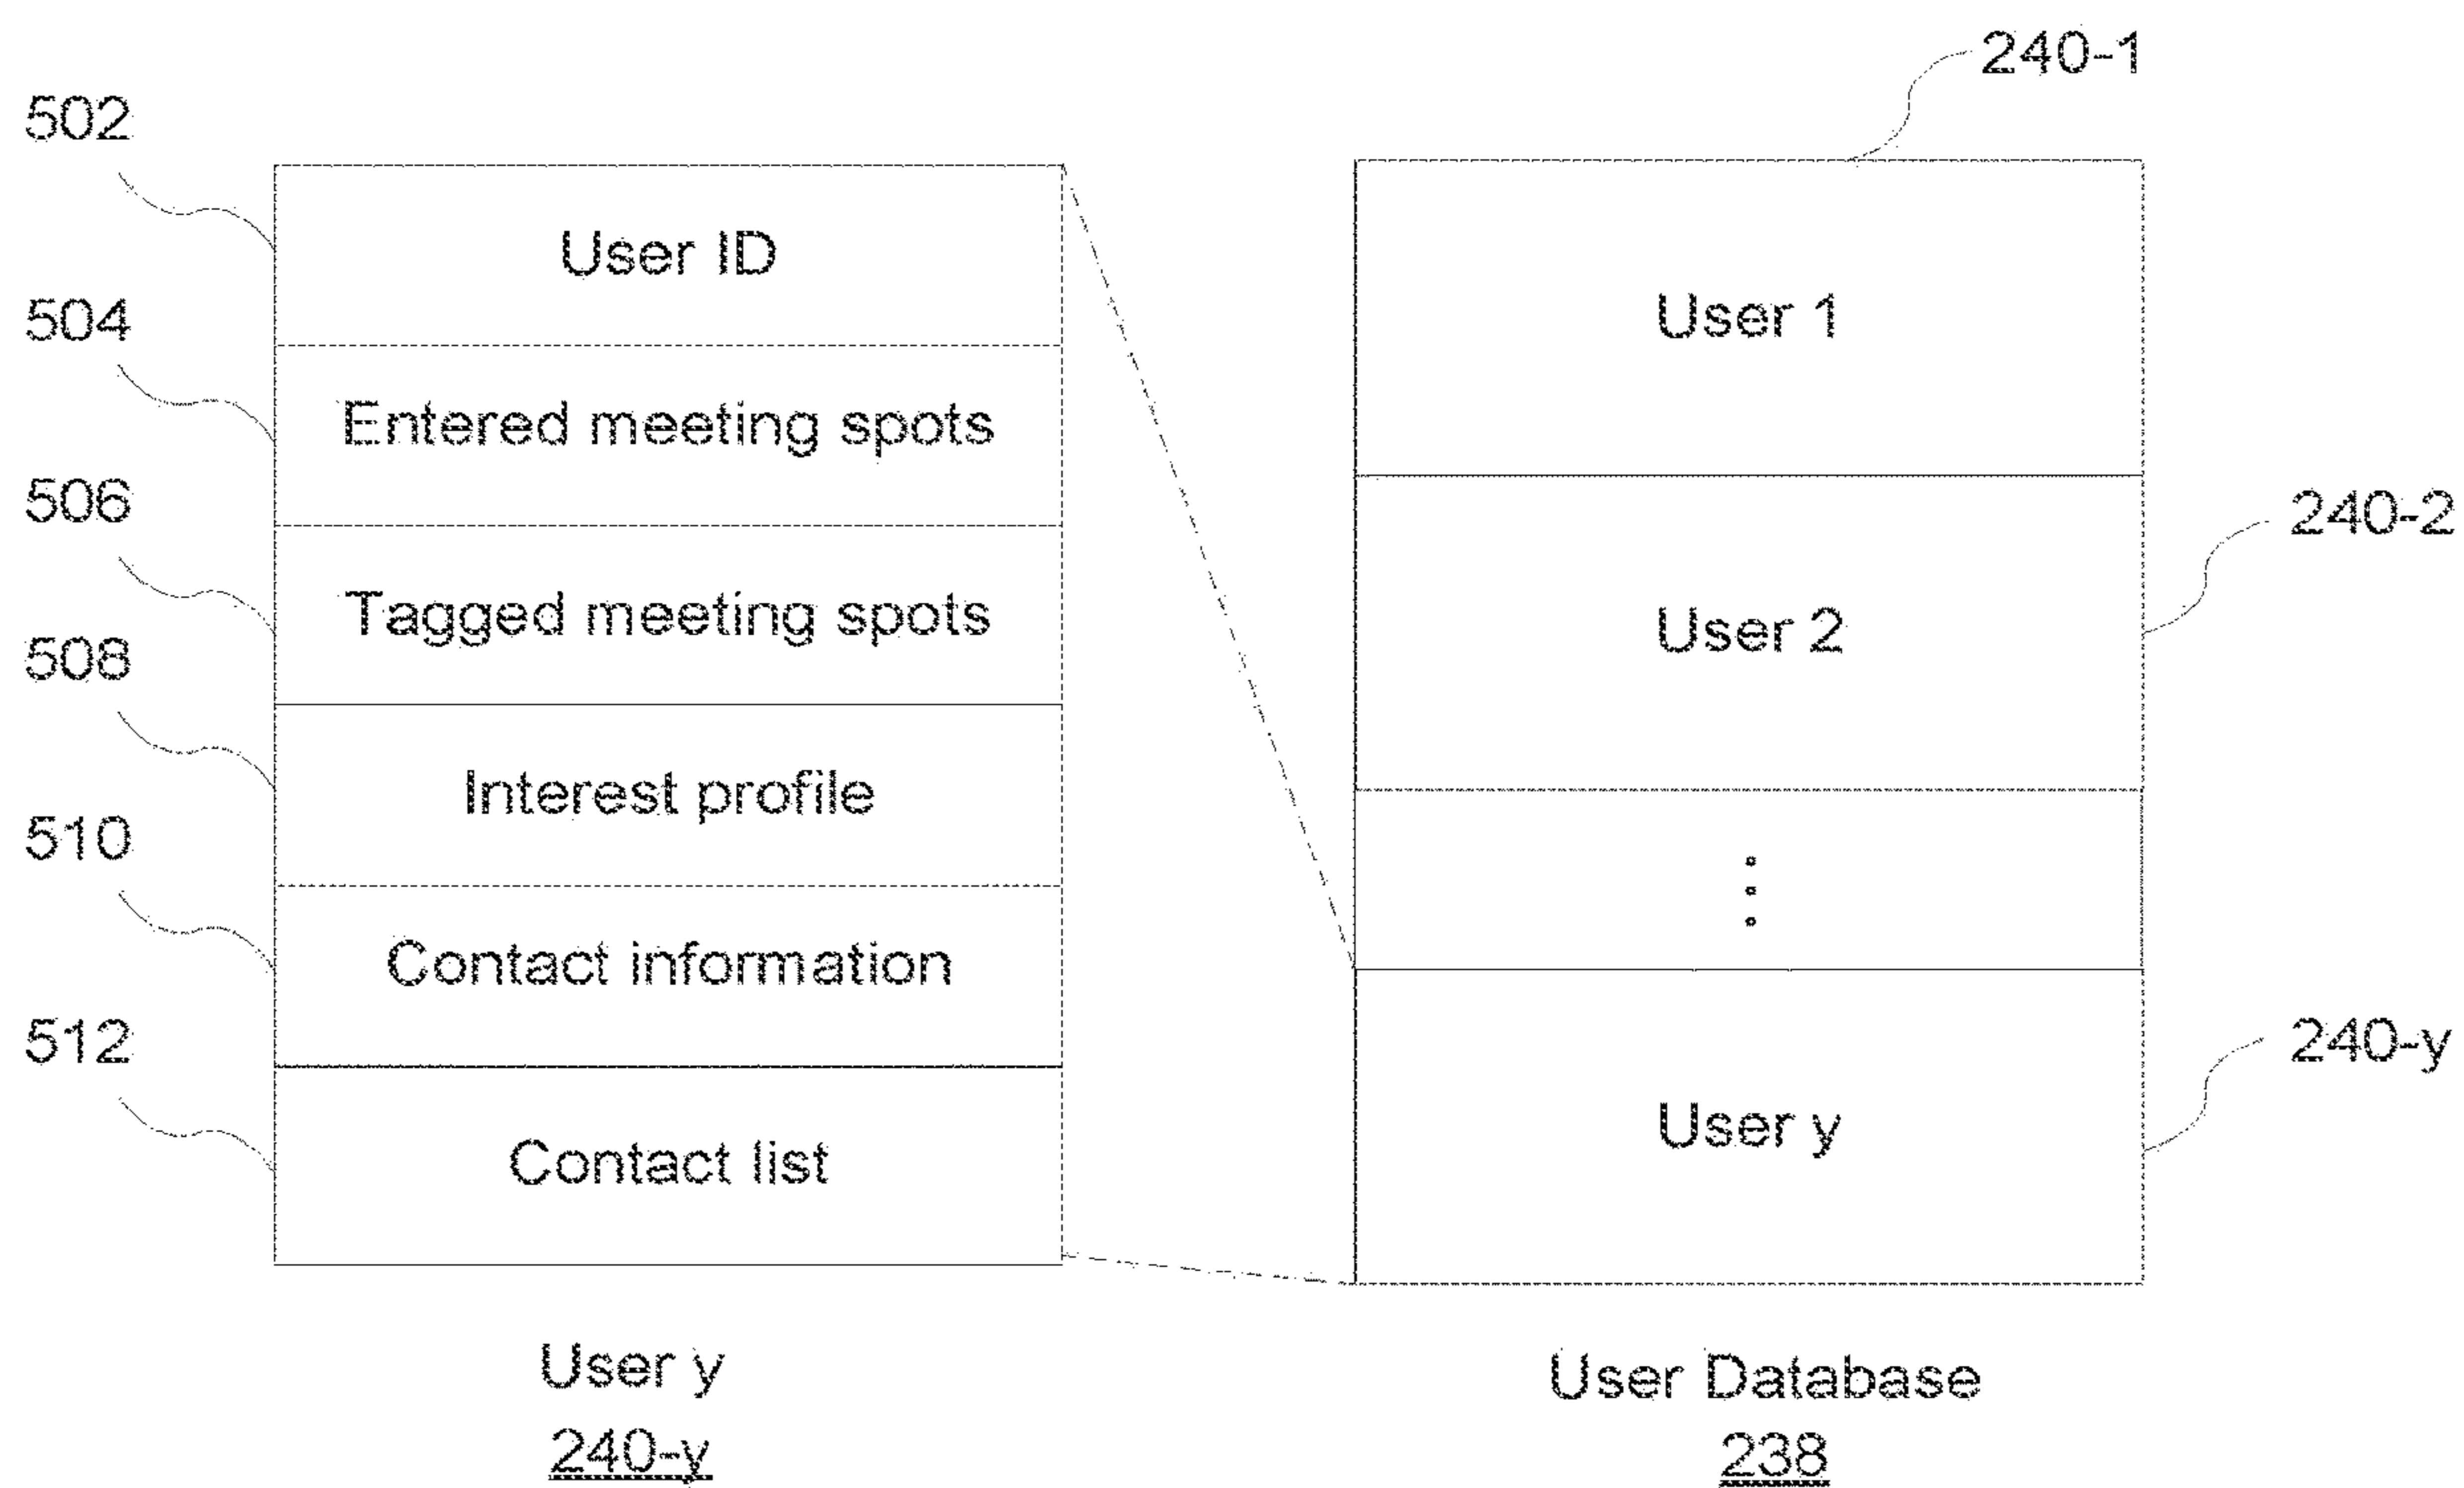 240-1
502
User ID
User 1
504
Entered meeting spots
506
240-2
Tagged meeting spots
User 2
508
Interest profile
510
Contact information
512
240-y
User y
Contact list
User y
240-y
User Database
238